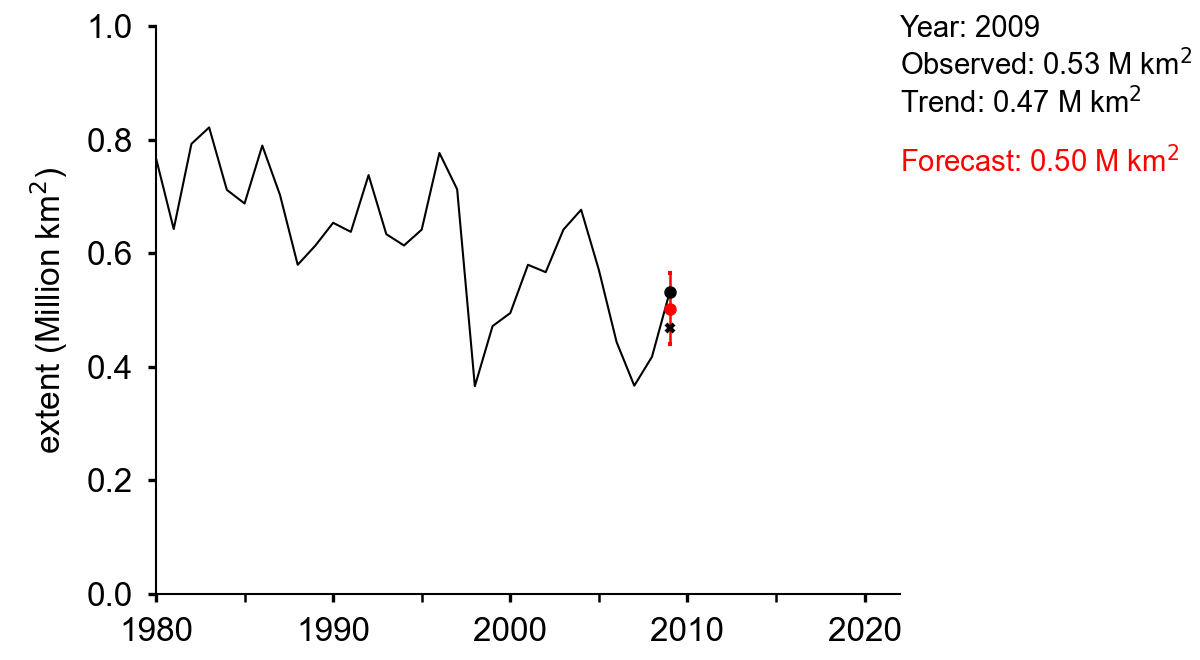 Year: 2009
Observed: 0.53 M km²
Trend: 0.47 M km²
Forecast: 0.50 M km²
extent (Million km²)
1.0
0.8
0.6
0.4
0.2
0.0
1980 1990 2000 2010 2020